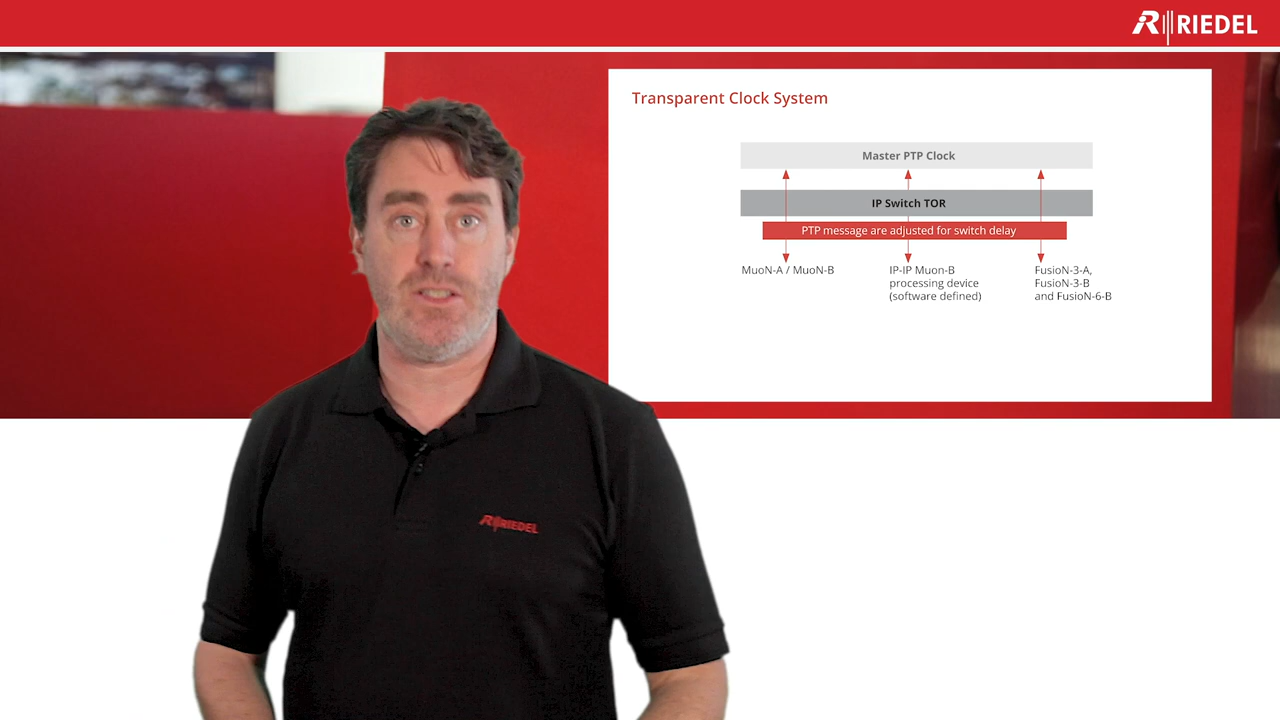 RIEDEL
Transparent Clock System
Master PTP Clock
IP Switch TOR
PTP message are adjusted for switch delay
MuoN-A / MuoN-B
IP-IP Muon-B
processing device
(software defined)
FusioN-3-A,
FusioN-3-B
and FusioN-6-B
RIEDEL